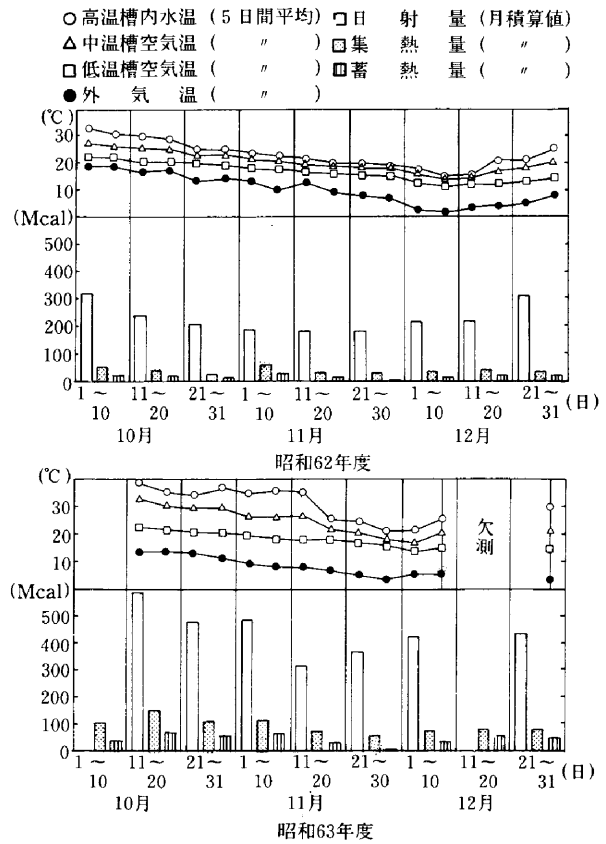 ○高温槽内水温(5日間平均) 日射量(月積算値)
△中温槽空気温( 〃 ) 集熱量( 〃 )
□低温槽空気温( 〃 ) 蓄熱量( 〃 )
●外気温( 〃 )
(℃)
30
20
10
(Mcal)
500
400
300
200
100
0
1～10 11～20 21～31 1～10 11～20 21～30 1～10 11～20 21～31 (日)
10月 11月 12月
昭和62年度
(℃)
30
20
10
欠測
(Mcal)
500
400
300
200
100
0
1～10 11～20 21～31 1～10 11～20 21～30 1～10 11～20 21～31 (日)
10月 11月 12月
昭和63年度